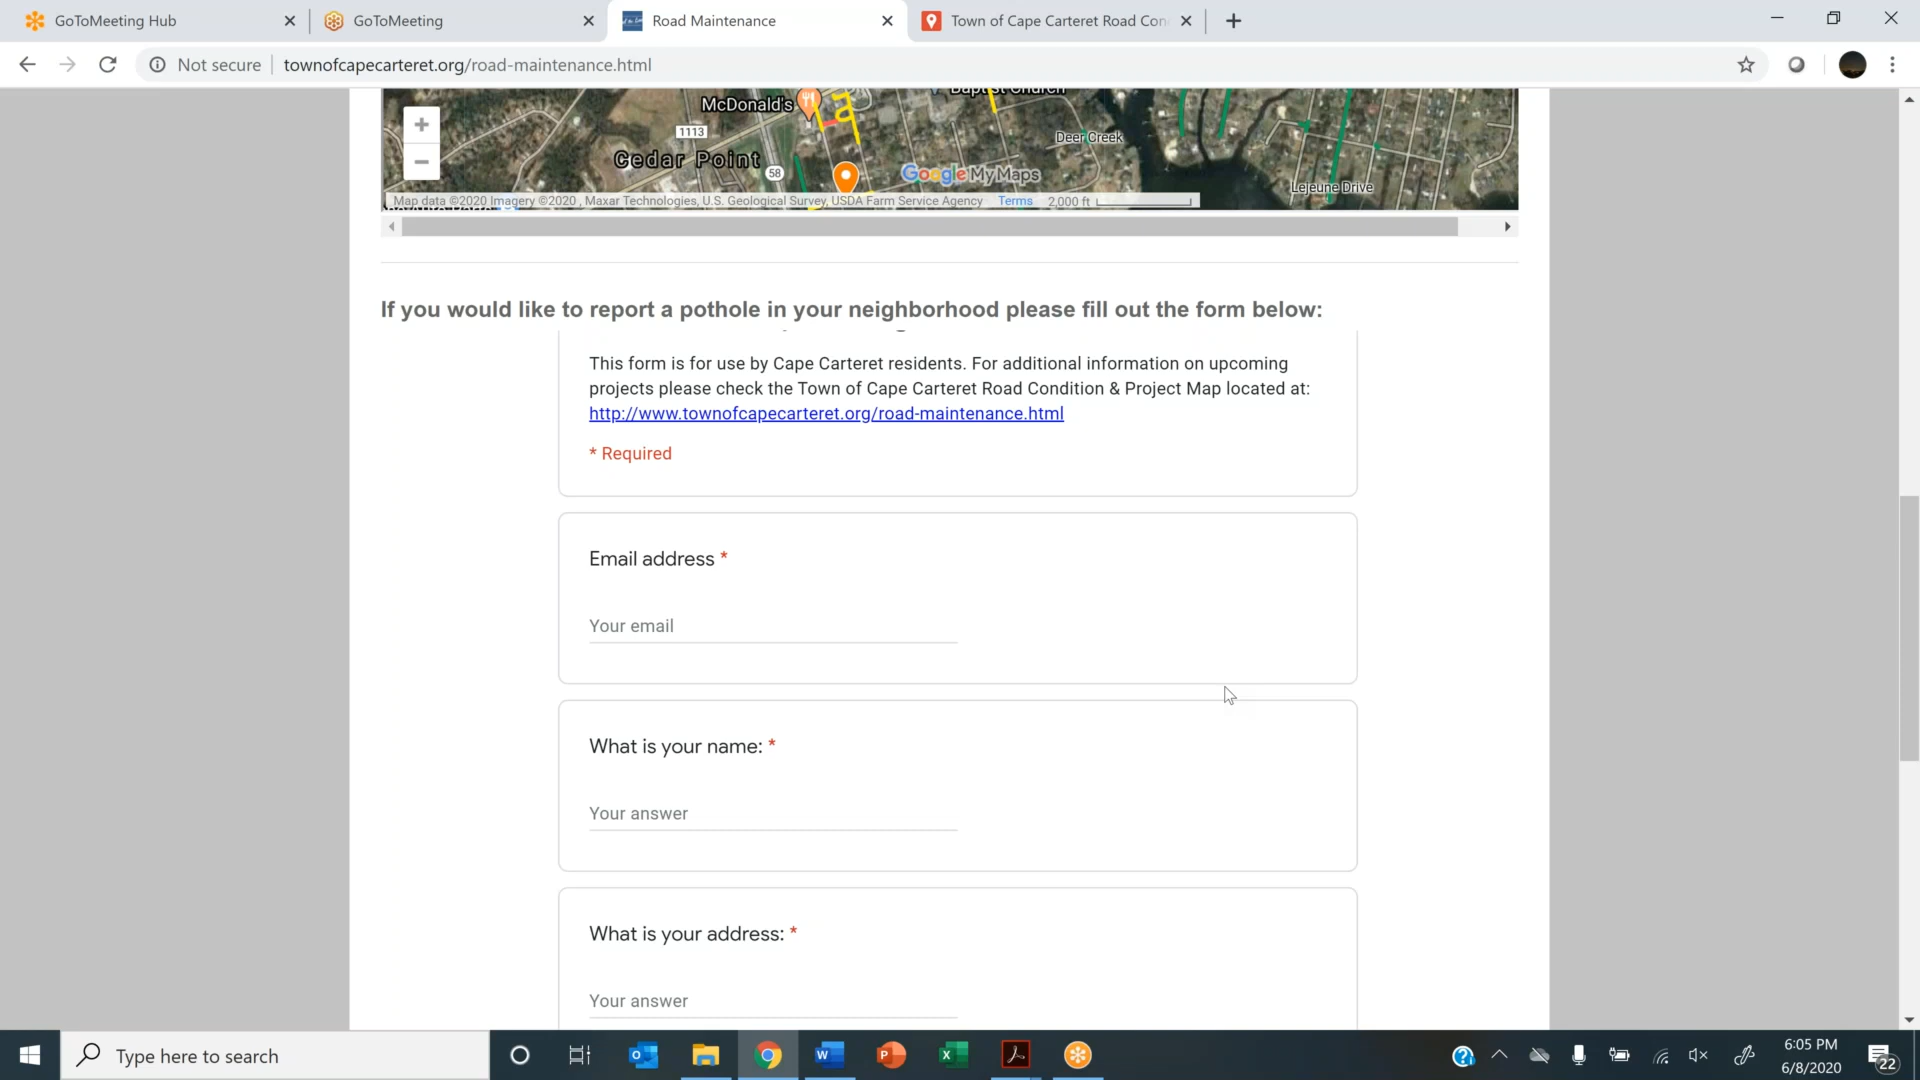 GoToMeeting Hub
GoToMeeting
Road Maintenance
Town of Cape Carteret Road Con
Not secure
townofcapecarteret.org/road-maintenance.html
McDonald's
Baptist Church
1113
Deer Creek
Cedar Point
58
Google My Maps
Lejeune Drive
Map data ©2020 Imagery ©2020 , Maxar Technologies, U.S. Geological Survey, USDA Farm Service Agency
Terms
2,000 ft
If you would like to report a pothole in your neighborhood please fill out the form below:
This form is for use by Cape Carteret residents. For additional information on upcoming
projects please check the Town of Cape Carteret Road Condition & Project Map located at:
http://www.townofcapecarteret.org/road-maintenance.html
* Required
Email address *
Your email
What is your name: *
Your answer
What is your address: *
Your answer
Type here to search
6:05 PM
6/8/2020
22